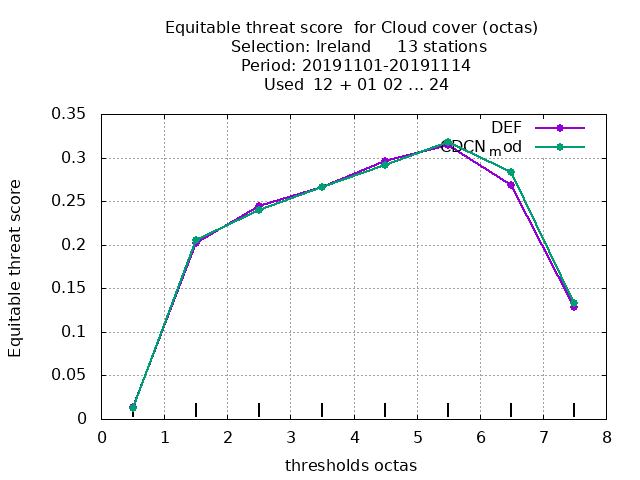 Equitable threat score  for Cloud cover (octas)
Selection: Ireland     13 stations
Period: 20191101-20191114
Used  12 + 01 02 ... 24
0.35
0.3
0.25
0.2
0.15
0.1
0.05
0
Equitable threat score
DEF
CDCNmod
0 1 2 3 4 5 6 7 8
thresholds octas